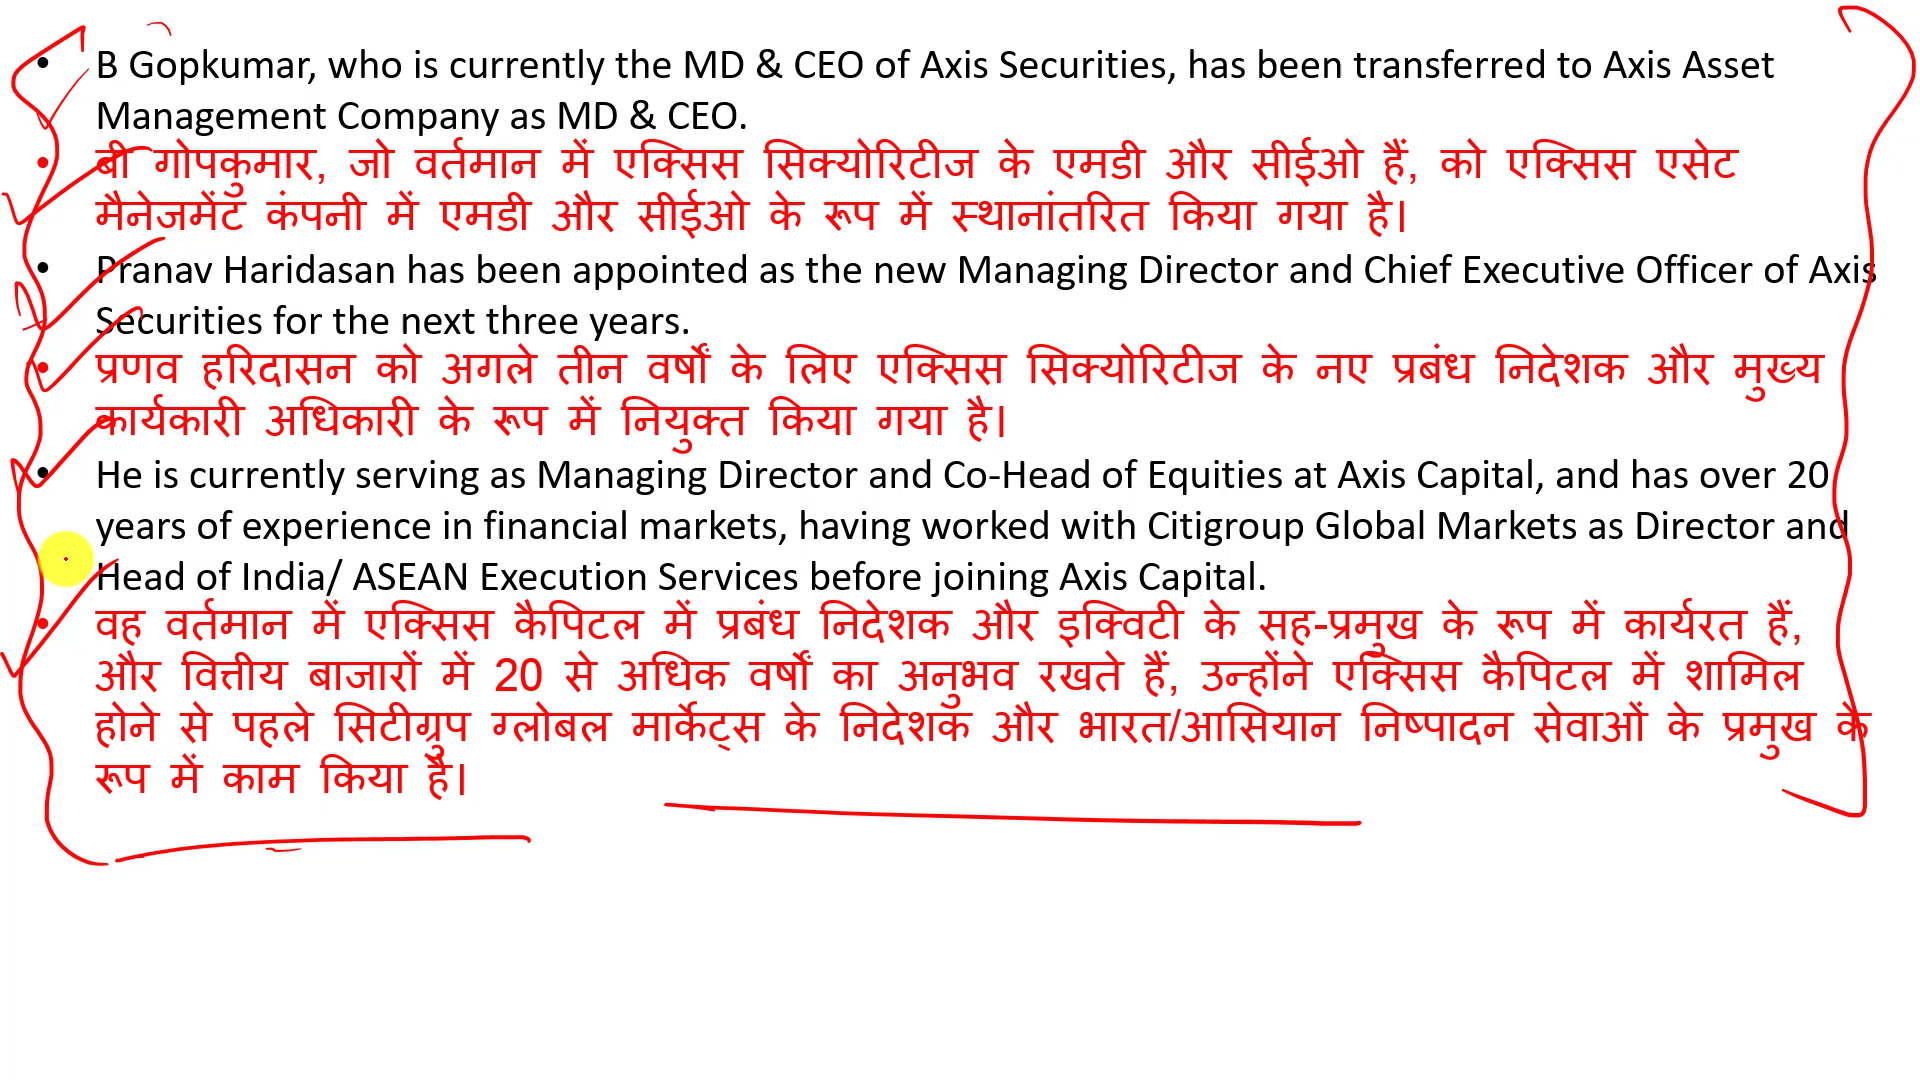 • B Gopkumar, who is currently the MD & CEO of Axis Securities, has been transferred to Axis Asset
Management Company as MD & CEO.
• बी गोपकुमार, जो वर्तमान में एक्सिस सिक्योरिटीज के एमडी और सीईओ हैं, को एक्सिस एसेट
मैनेजमेंट कंपनी में एमडी और सीईओ के रूप में स्थानांतरित किया गया है।
• Pranav Haridasan has been appointed as the new Managing Director and Chief Executive Officer of Axis
Securities for the next three years.
• प्रणव हरिदासन को अगले तीन वर्षों के लिए एक्सिस सिक्योरिटीज के नए प्रबंध निदेशक और मुख्य
कार्यकारी अधिकारी के रूप में नियुक्त किया गया है।
• He is currently serving as Managing Director and Co-Head of Equities at Axis Capital, and has over 20
years of experience in financial markets, having worked with Citigroup Global Markets as Director and
Head of India/ ASEAN Execution Services before joining Axis Capital.
• वह वर्तमान में एक्सिस कैपिटल में प्रबंध निदेशक और इक्विटी के सह-प्रमुख के रूप में कार्यरत हैं,
और वित्तीय बाजारों में 20 से अधिक वर्षों का अनुभव रखते हैं, उन्होंने एक्सिस कैपिटल में शामिल
होने से पहले सिटीग्रुप ग्लोबल मार्केट्स के निदेशक और भारत/आसियान निष्पादन सेवाओं के प्रमुख के
रूप में काम किया है।